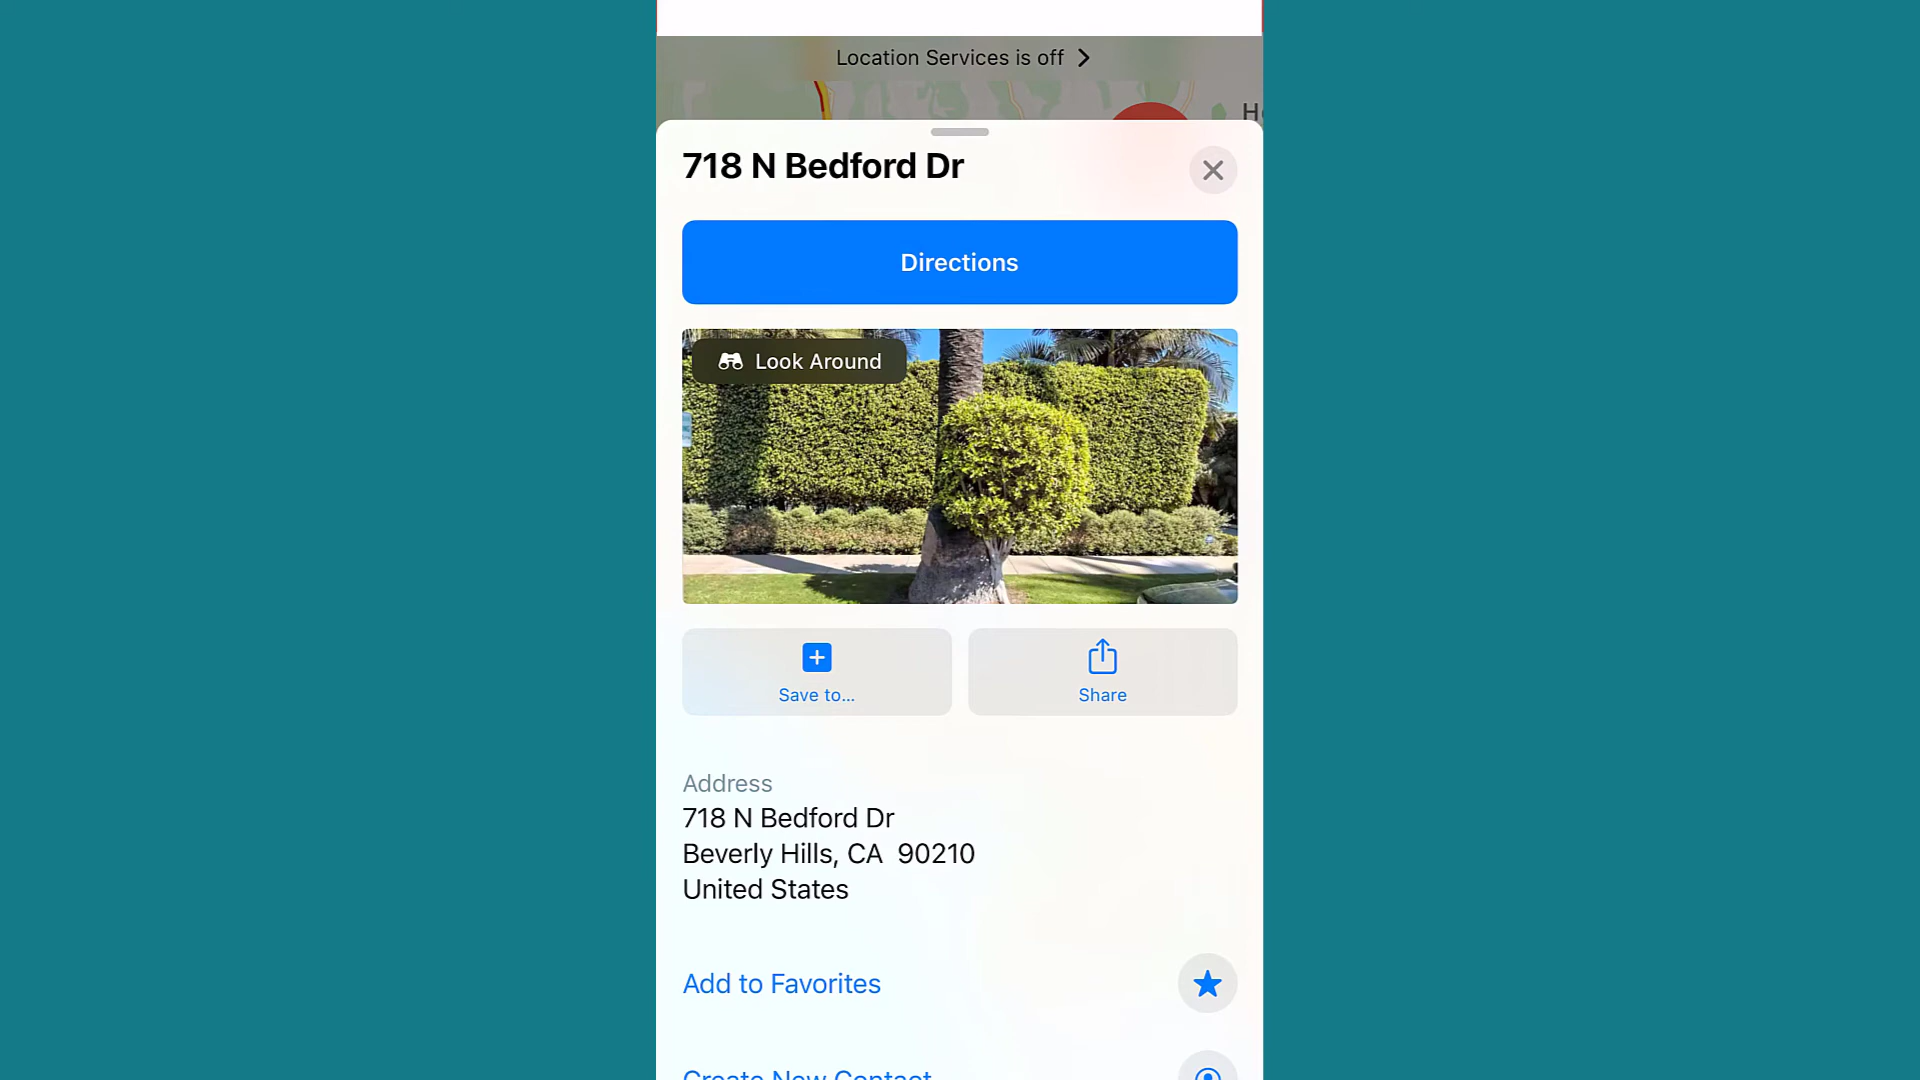 Location Services is off
718 N Bedford Dr
Directions
Look Around
Save to...
Share
Address
718 N Bedford Dr
Beverly Hills, CA 90210
United States
Add to Favorites
Create New Contact